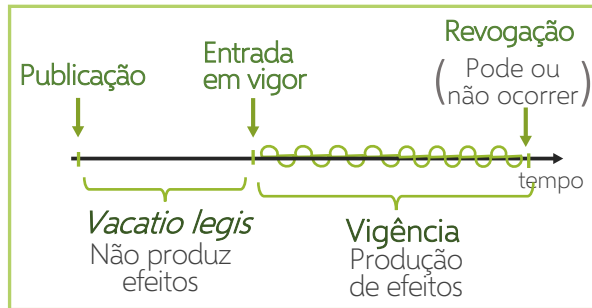 Publicação
Entrada
em vigor
Revogação
(Pode ou
não ocorrer)
tempo
Vacatio legis
Não produz
efeitos
Vigência
Produção
de efeitos